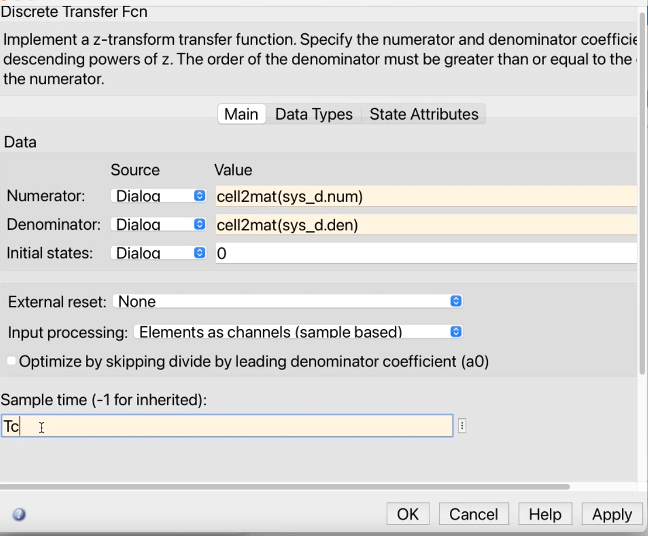 Discrete Transfer Fcn
Implement a z-transform transfer function. Specify the numerator and denominator
descending powers of z. The order of the denominator must be greater than or equal to the
the numerator.
Main Data Types State Attributes
Data
Source Value
Numerator: Dialog cell2mat(sys_d.num)
Denominator: Dialog cell2mat(sys_d.den)
Initial states: Dialog 0
External reset: None
Input processing: Elements as channels (sample based)
Optimize by skipping divide by leading denominator coefficient (a0)
Sample time (-1 for inherited):
Tc
OK Cancel Help Apply